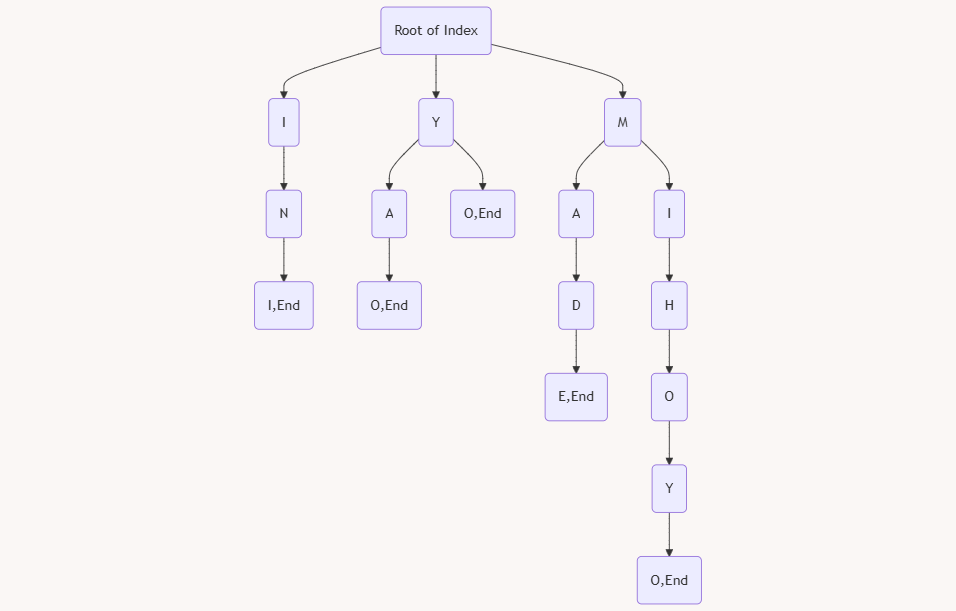 Root of Index
I
Y
M
N
A
O,End
A
I
I,End
O,End
D
H
E,End
O
Y
O,End